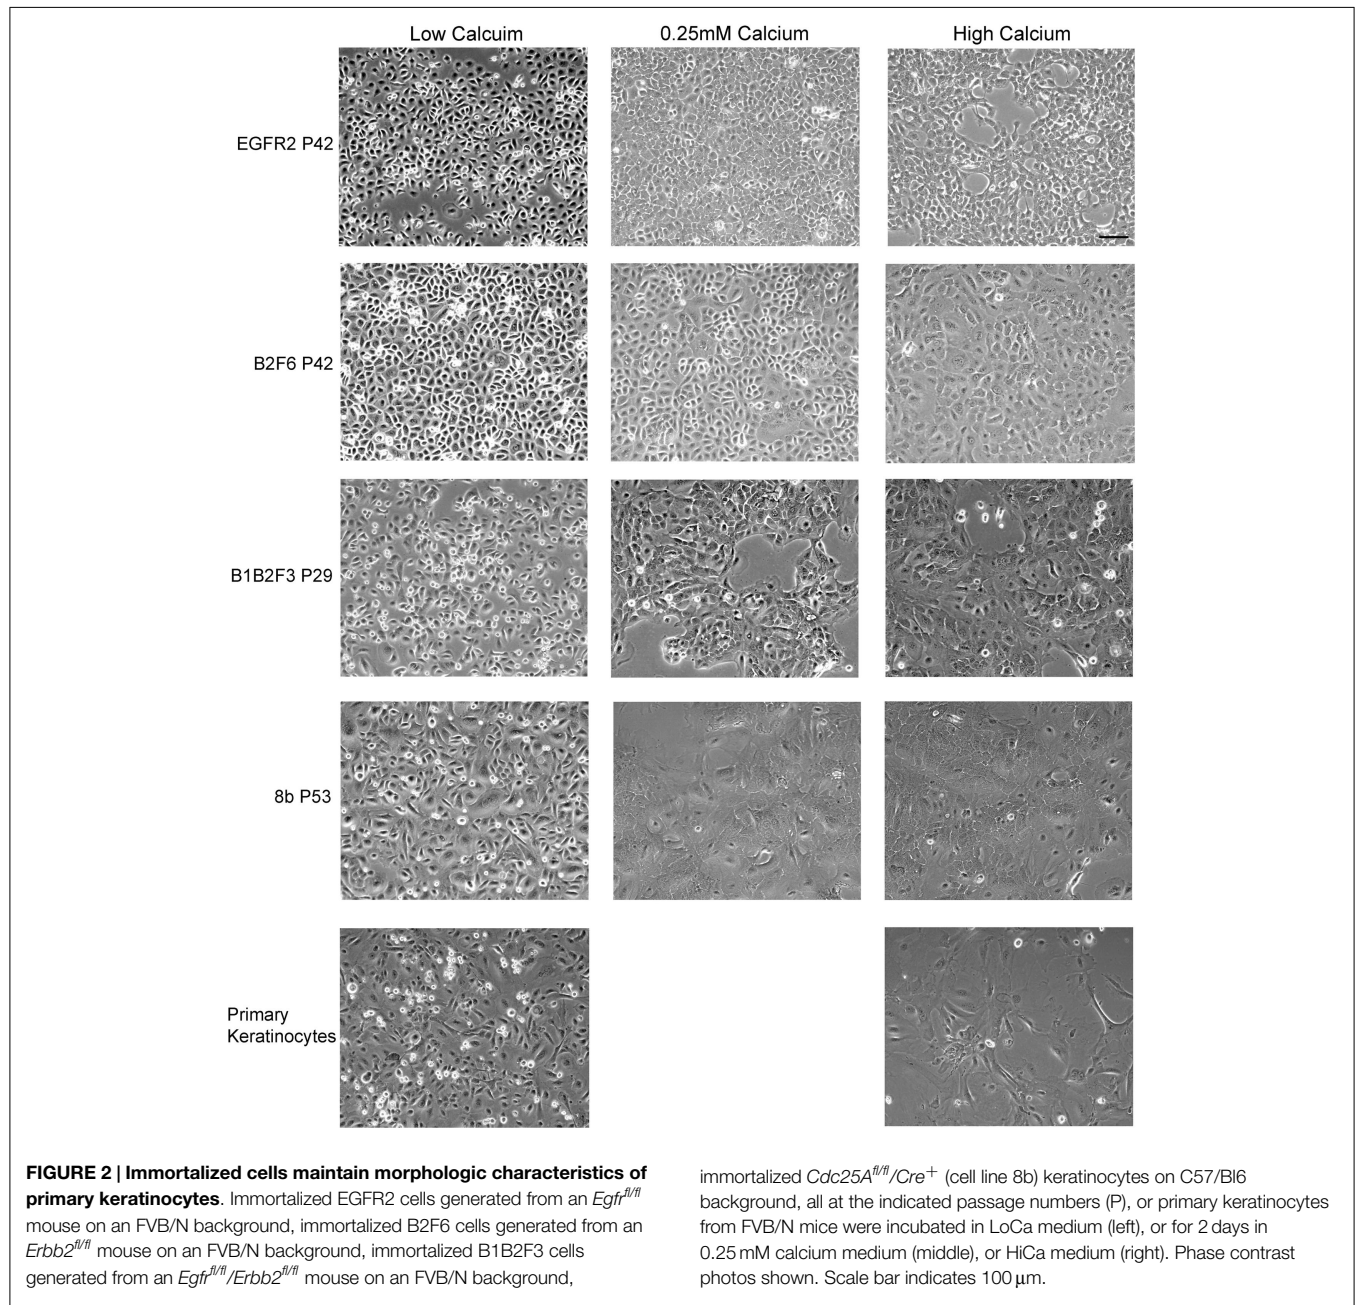 Low Calcuim
0.25mM Calcium
High Calcium
EGFR2 P42
B2F6 P42
B1B2F3 P29
8b P53
Primary
Keratinocytes
FIGURE 2 | Immortalized cells maintain morphologic characteristics of
primary keratinocytes. Immortalized EGFR2 cells generated from an Egfrfl/fl
mouse on an FVB/N background, immortalized B2F6 cells generated from an
Erbb2fl/fl mouse on an FVB/N background, immortalized B1B2F3 cells
generated from an Egfrfl/fl/Erbb2fl/fl mouse on an FVB/N background,
immortalized Cdc25Afl/fl/Cre+ (cell line 8b) keratinocytes on C57/Bl6
background, all at the indicated passage numbers (P), or primary keratinocytes
from FVB/N mice were incubated in LoCa medium (left), or for 2 days in
0.25 mM calcium medium (middle), or HiCa medium (right). Phase contrast
photos shown. Scale bar indicates 100 µm.